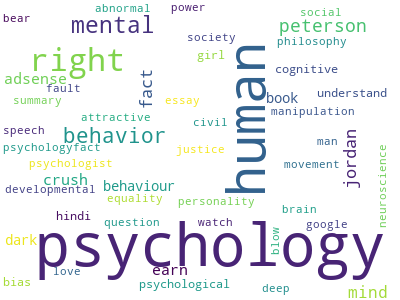 abnormal power social
bear mental peterson
society philosophy
right girl
fact cognitive
adsense
fault book understand
summary essay
attractive civil manipulation
speech behavior human man
psychologyfact justice
psychologist movement jordan
crush behaviour personality neuroscience
developmental equality brain
hindi question watch google
dark psychology blow
love earn deep
bias psychological mind